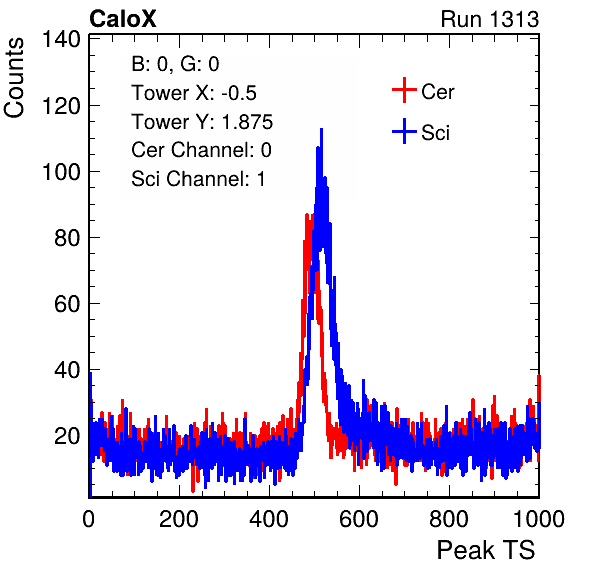 CaloX Run 1313
Counts
140
120
100
80
60
40
20
B: 0, G: 0
Tower X: -0.5
Tower Y: 1.875
Cer Channel: 0
Sci Channel: 1
Cer
Sci
0 200 400 600 800 1000
Peak TS